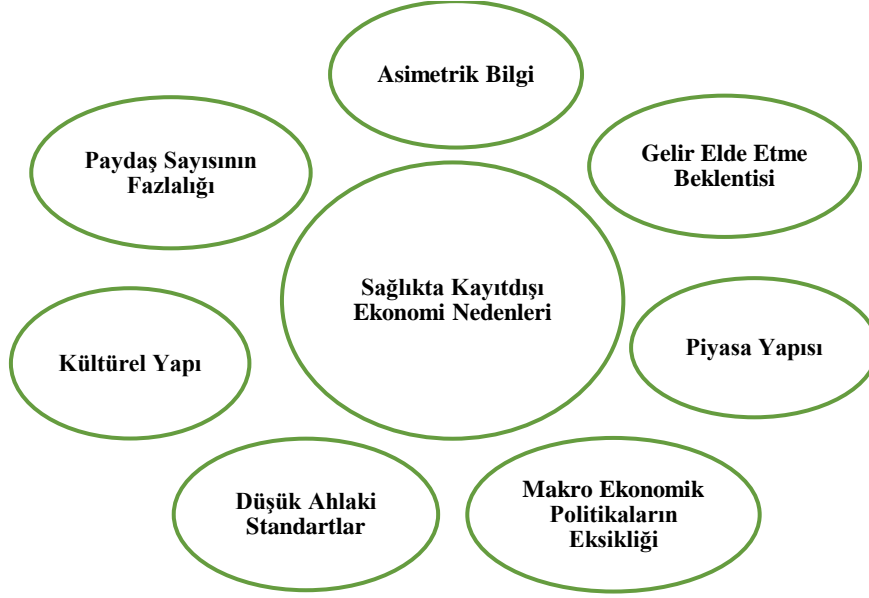 Asimetrik Bilgi
Paydaş Sayısının
Fazlalığı
Gelir Elde Etme
Beklentisi
Sağlıkta Kayıtdışı
Ekonomi Nedenleri
Kültürel Yapı
Piyasa Yapısı
Düşük Ahlaki
Standartlar
Makro Ekonomik
Politikaların
Eksikliği